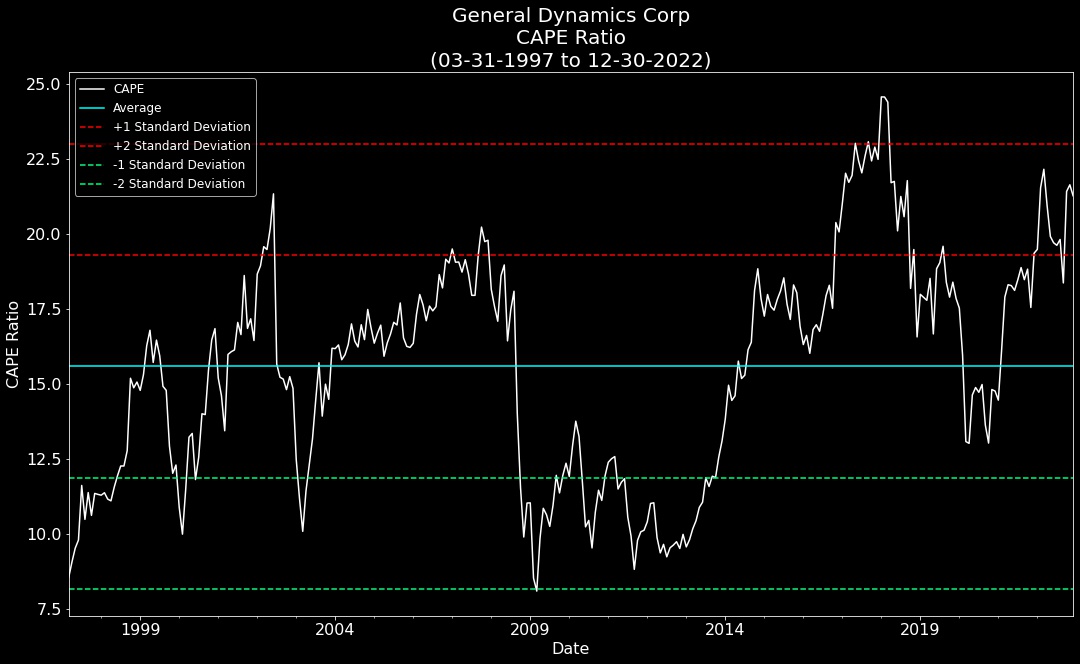 General Dynamics Corp
CAPE Ratio
(03-31-1997 to 12-30-2022)
CAPE
Average
+1 Standard Deviation
+2 Standard Deviation
-1 Standard Deviation
-2 Standard Deviation
CAPE Ratio
25.0
22.5
20.0
17.5
15.0
12.5
10.0
7.5
1999
2004
2009
2014
2019
Date